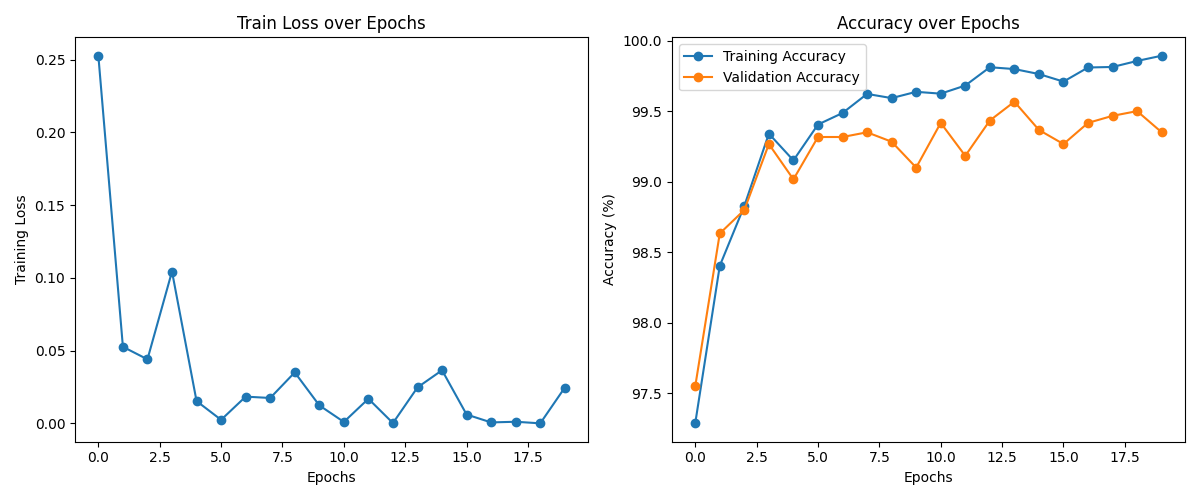 Train Loss over Epochs
Training Loss
0.25
0.20
0.15
0.10
0.05
0.00
0.0 2.5 5.0 7.5 10.0 12.5 15.0 17.5
Epochs
Accuracy over Epochs
Accuracy (%)
100.0
99.5
99.0
98.5
98.0
97.5
Training Accuracy
Validation Accuracy
0.0 2.5 5.0 7.5 10.0 12.5 15.0 17.5
Epochs